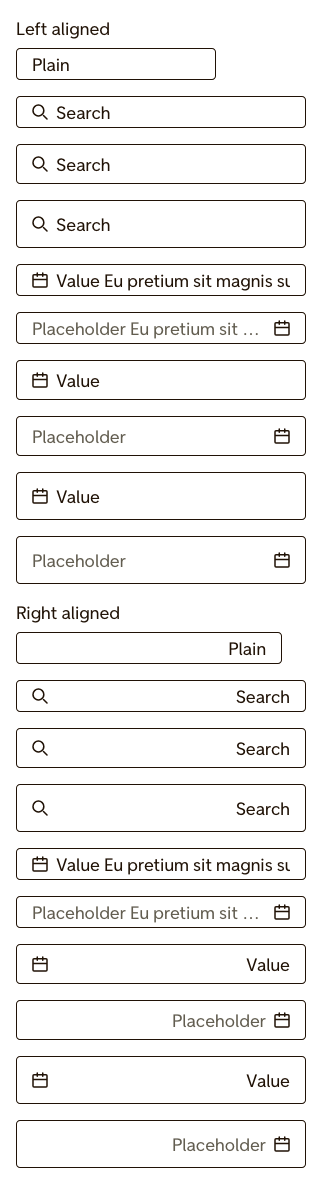 Left aligned
Plain
Search
Search
Search
Value Eu pretium sit magnis su
Placeholder Eu pretium sit ...
Value
Placeholder
Value
Placeholder
Right aligned
Plain
Search
Search
Search
Value Eu pretium sit magnis su
Placeholder Eu pretium sit ...
Value
Placeholder
Value
Placeholder